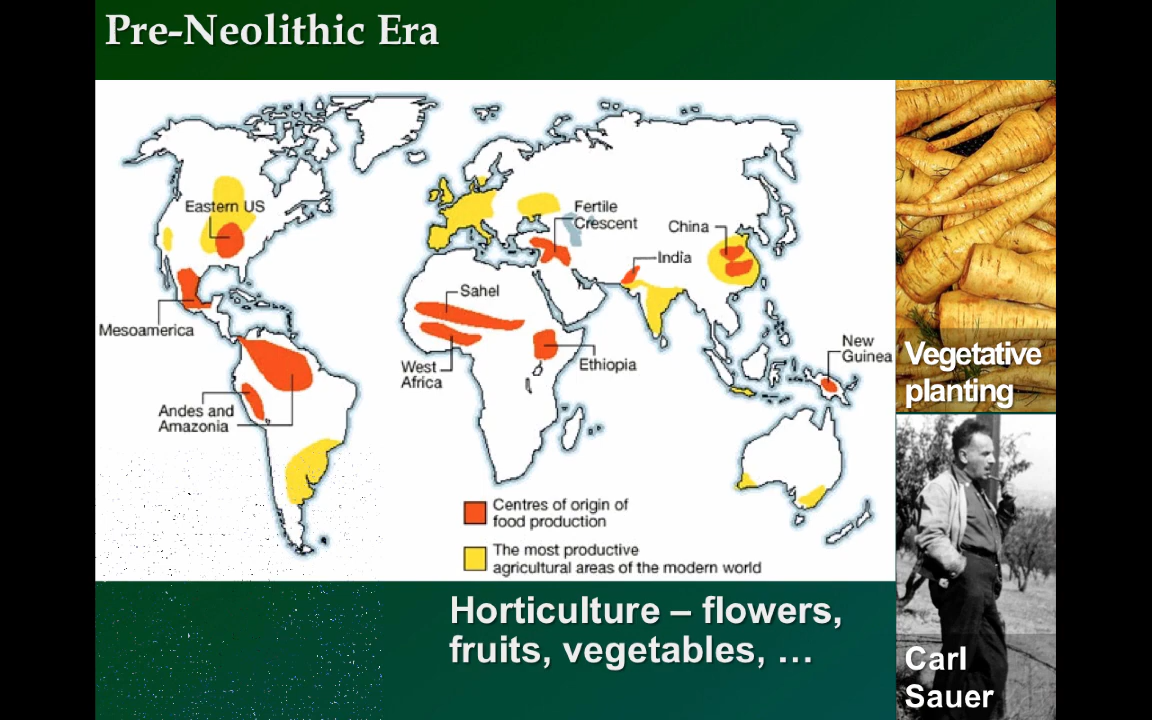 Pre-Neolithic Era
Eastern US
Fertile
Crescent
China
India
Sahel
Mesoamerica
New
Guinea
West
Africa
Ethiopia
Andes and
Amazonia
Centres of origin of
food production
The most productive
agricultural areas of the modern world
Vegetative
planting
Horticulture – flowers,
fruits, vegetables, …
Carl
Sauer